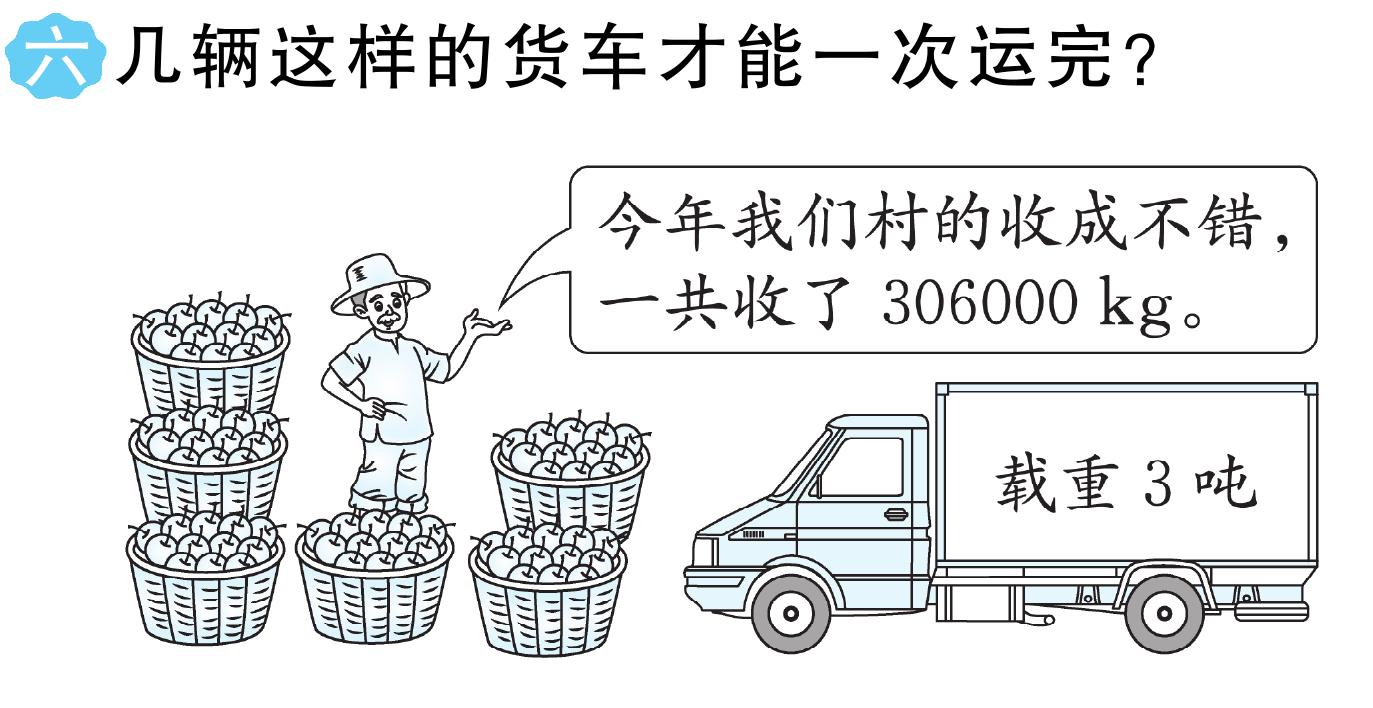 六 几辆这样的货车才能一次运完?
今年我们村的收成不错，
一共收了 306000 kg。
载重 3 吨